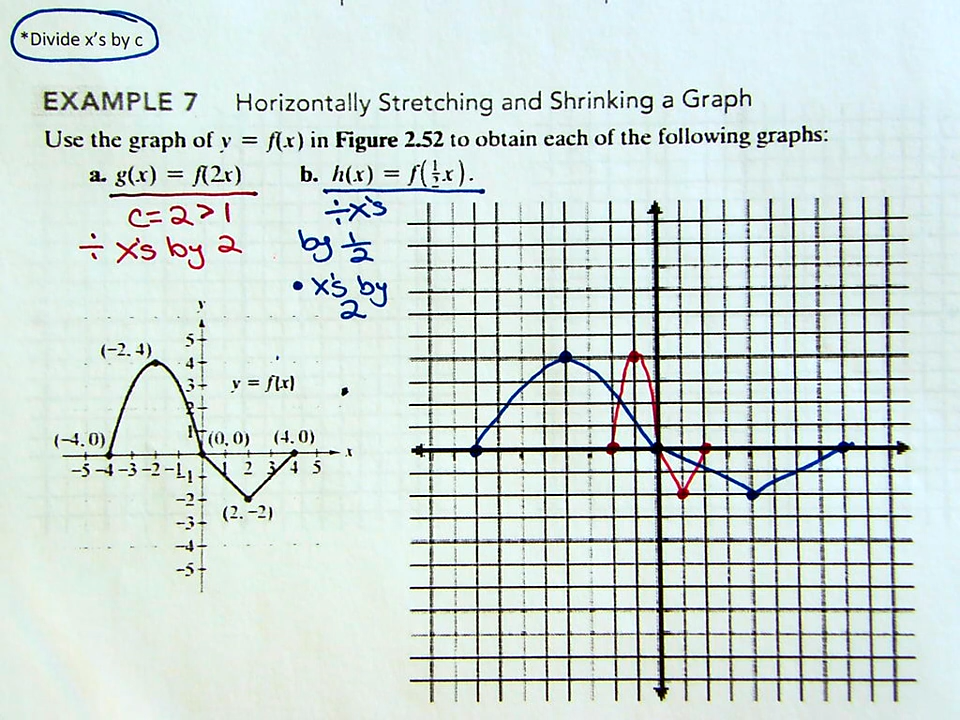 *Divide x's by c
EXAMPLE 7 Horizontally Stretching and Shrinking a Graph
Use the graph of y = f(x) in Figure 2.52 to obtain each of the following graphs:
a. g(x) = f(2x) b. h(x) = f(½x).
C = 2 > 1
÷ x's by 2
÷ x's
by ½
• x's by
2
y
5
(-2, 4)
4
3
y = f(x)
2
1
(-4, 0) (0, 0) (4, 0)
x
-5 -4 -3 -2 -1 1 2 3 4 5
-1
-2
(2, -2)
-3
-4
-5